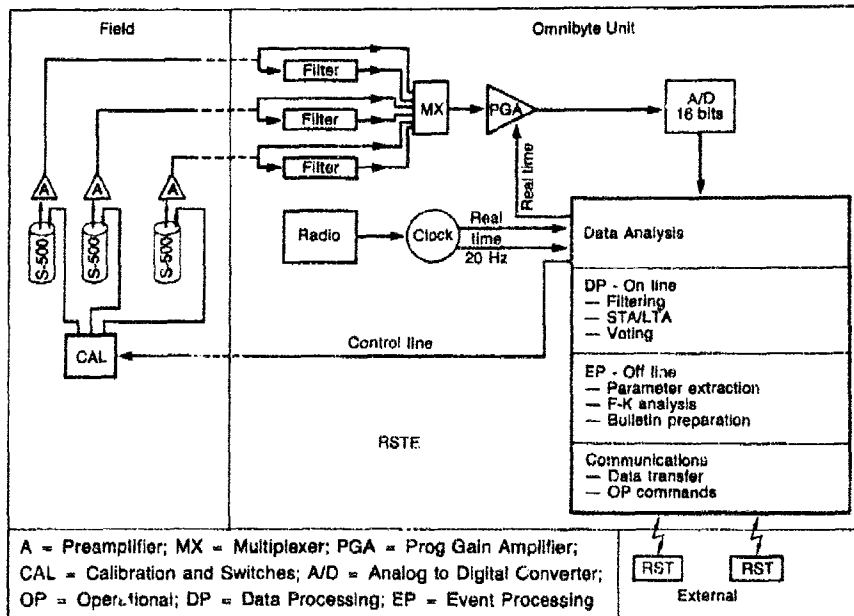 Field
Omnibyte Unit
Filter
Filter
Filter
MX
PGA
A/D
16 bits
A
A
A
S-500
S-500
S-500
Real time
Radio
Clock
Real
time
20 Hz
Data Analysis
DP - On line
— Filtering
— STA/LTA
— Voting
CAL
Control line
EP - Off line
— Parameter extraction
— F-K analysis
— Bulletin preparation
RSTE
Communications
— Data transfer
— OP commands
A = Preamplifier; MX = Multiplexer; PGA = Prog Gain Amplifier;
CAL = Calibration and Switches; A/D = Analog to Digital Converter;
OP = Operational; DP = Data Processing; EP = Event Processing
RST
RST
External